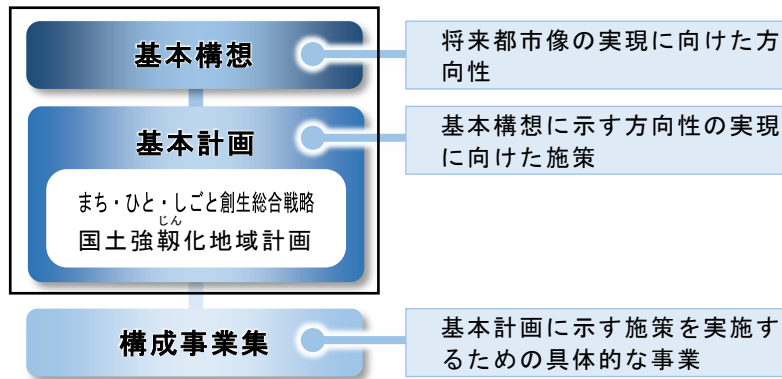 基本構想
将来都市像の実現に向けた方
向性
基本計画
基本構想に示す方向性の実現
に向けた施策
まち・ひと・しごと創生総合戦略
じん
国土強靱化地域計画
構成事業集
基本計画に示す施策を実施す
るための具体的な事業